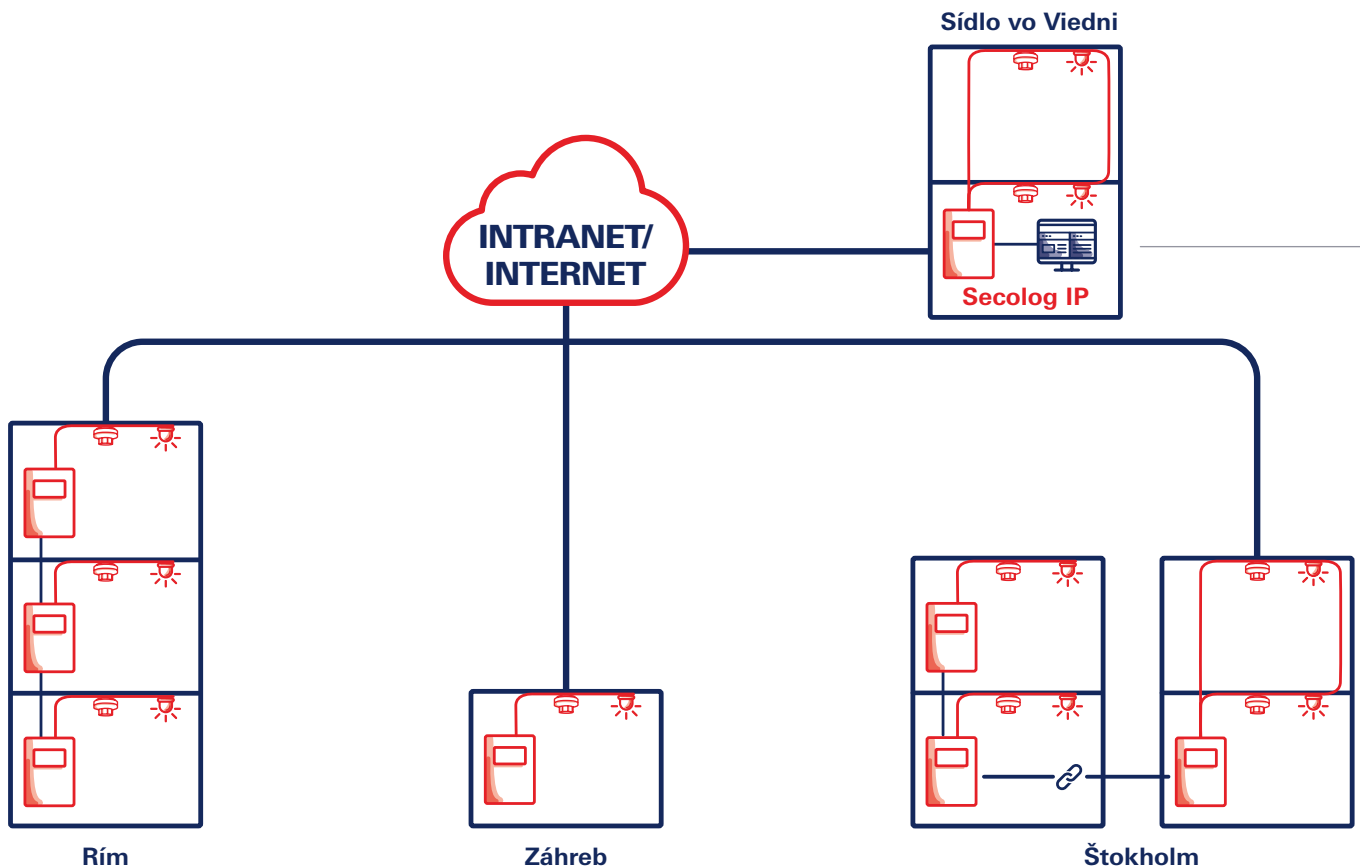 Sídlo vo Viedni
INTRANET/
INTERNET
Secolog IP
Rím
Záhreb
Štokholm